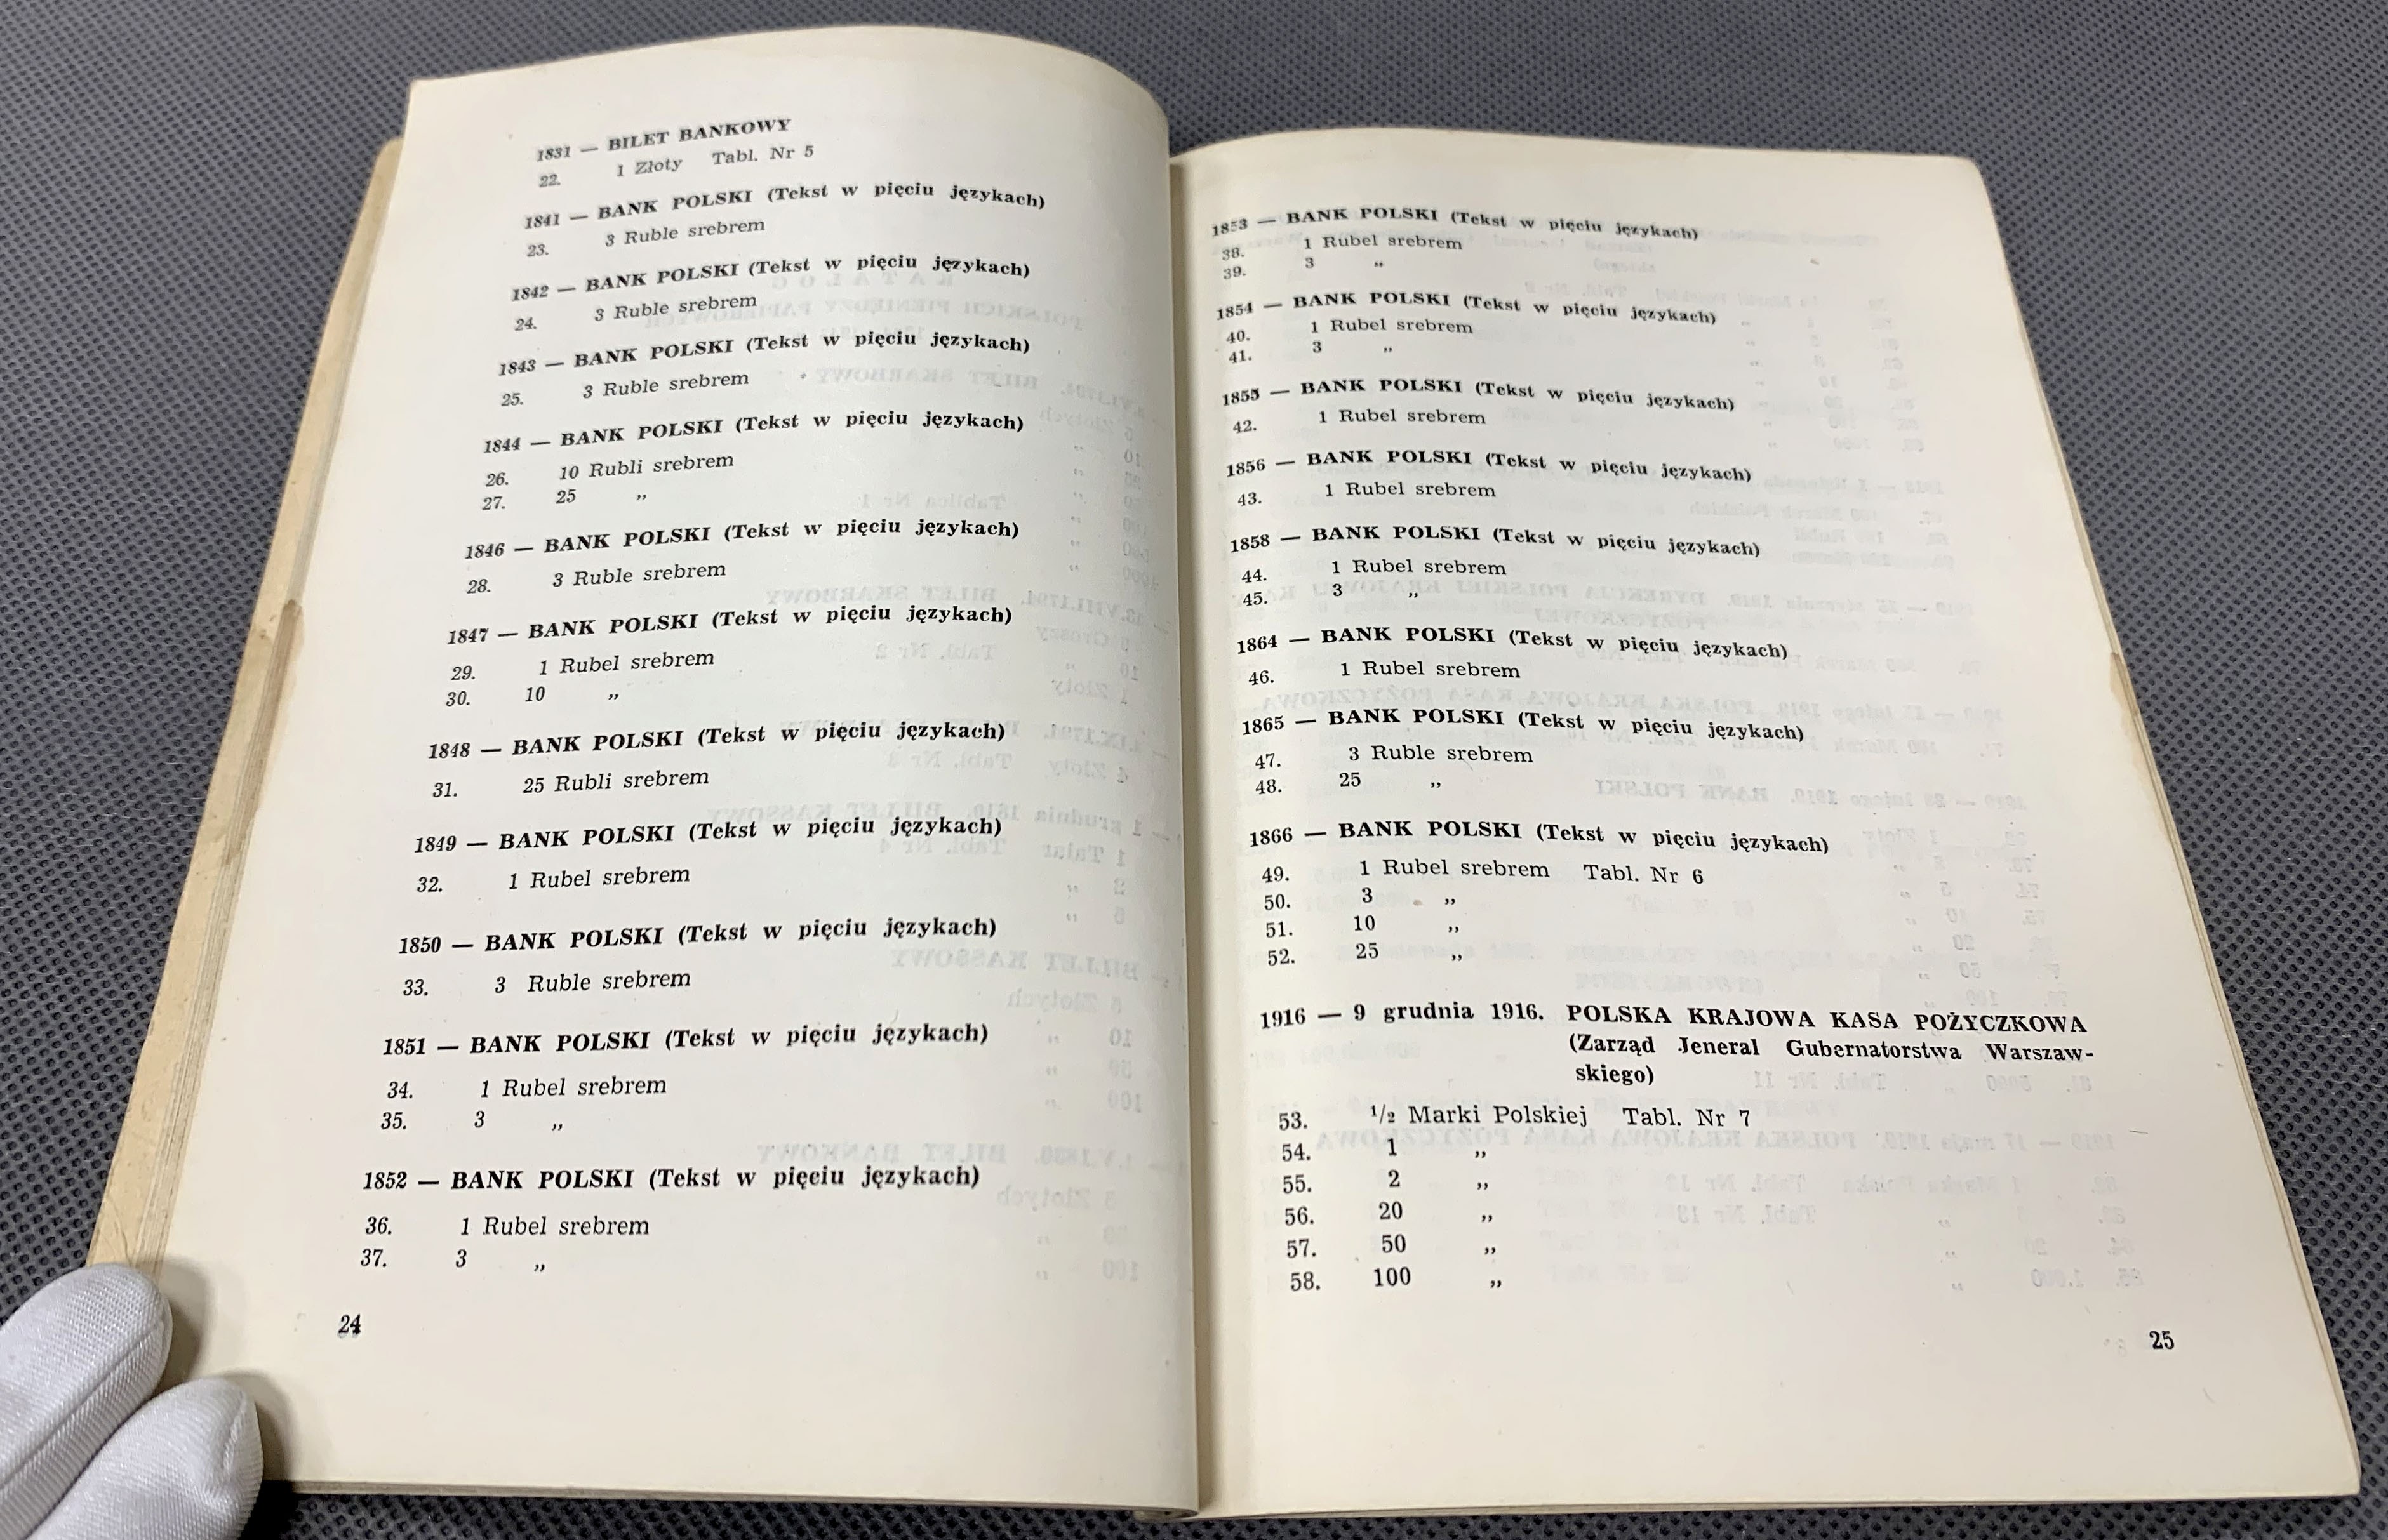 1831 — BILET BANKOWY
22. 1 Złoty Tabl. Nr 5
1841 — BANK POLSKI (Tekst w pięciu językach)
23. 3 Ruble srebrem
1842 — BANK POLSKI (Tekst w pięciu językach)
24. 3 Ruble srebrem
1843 — BANK POLSKI (Tekst w pięciu językach)
25. 3 Ruble srebrem
1844 — BANK POLSKI (Tekst w pięciu językach)
26. 10 Rubli srebrem
27. 25 „
1846 — BANK POLSKI (Tekst w pięciu językach)
28. 3 Ruble srebrem
1847 — BANK POLSKI (Tekst w pięciu językach)
29. 1 Rubel srebrem
30. 10 „
1848 — BANK POLSKI (Tekst w pięciu językach)
31. 25 Rubli srebrem
1849 — BANK POLSKI (Tekst w pięciu językach)
32. 1 Rubel srebrem
1850 — BANK POLSKI (Tekst w pięciu językach)
33. 3 Ruble srebrem
1851 — BANK POLSKI (Tekst w pięciu językach)
34. 1 Rubel srebrem
35. 3 „
1852 — BANK POLSKI (Tekst w pięciu językach)
36. 1 Rubel srebrem
37. 3 „
24
1853 — BANK POLSKI (Tekst w pięciu językach)
38. 1 Rubel srebrem
39. 3 „
1854 — BANK POLSKI (Tekst w pięciu językach)
40. 1 Rubel srebrem
41. 3 „
1855 — BANK POLSKI (Tekst w pięciu językach)
42. 1 Rubel srebrem
1856 — BANK POLSKI (Tekst w pięciu językach)
43. 1 Rubel srebrem
1858 — BANK POLSKI (Tekst w pięciu językach)
44. 1 Rubel srebrem
45. 3 „
1864 — BANK POLSKI (Tekst w pięciu językach)
46. 1 Rubel srebrem
1865 — BANK POLSKI (Tekst w pięciu językach)
47. 3 Ruble srebrem
48. 25 „
1866 — BANK POLSKI (Tekst w pięciu językach)
49. 1 Rubel srebrem Tabl. Nr 6
50. 3 „
51. 10 „
52. 25 „
1916 — 9 grudnia 1916. POLSKA KRAJOWA KASA POŻYCZKOWA
(Zarząd Jeneral Gubernatorstwa Warszaw-
skiego)
53. ½ Marki Polskiej Tabl. Nr 7
54. 1 „
55. 2 „
56. 20 „
57. 50 „
58. 100 „
25